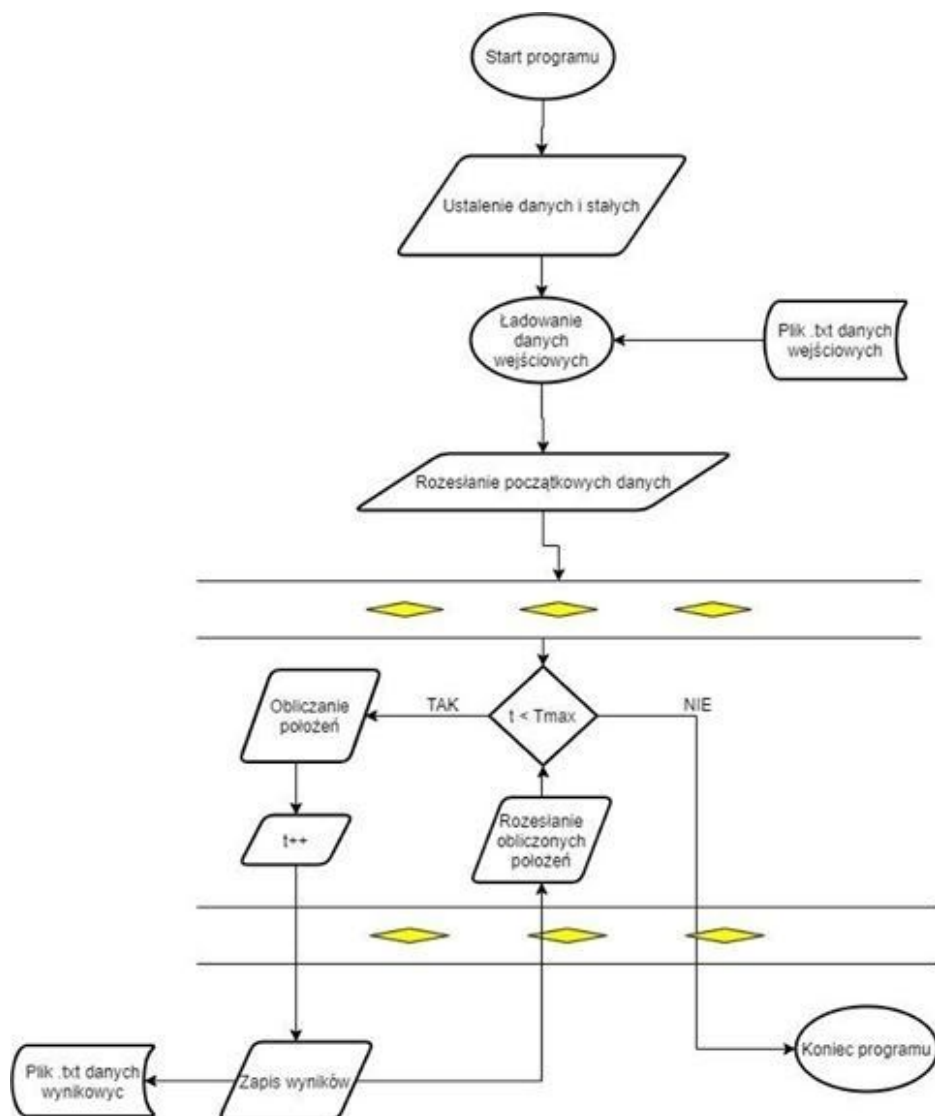 Start programu
Ustalenie danych i stałych
Ładowanie
danych
wejściowych
Plik .txt danych
wejściowych
Rozesłanie początkowych danych
Obliczanie
położeń
TAK
t < Tmax
NIE
t++
Rozesłanie
obliczonych
położeń
Plik .txt danych
wynikowyc
Zapis wyników
Koniec programu